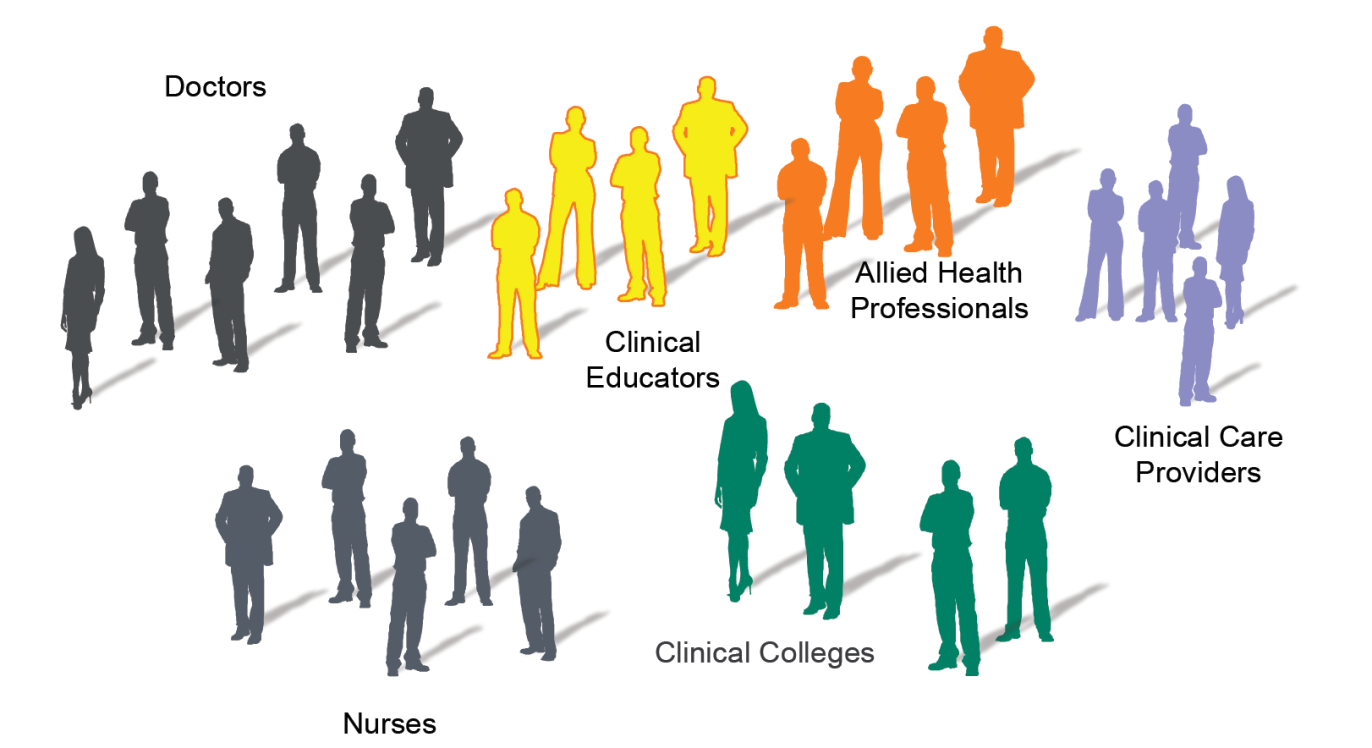 Doctors
Allied Health
Professionals
Clinical
Educators
Clinical Care
Providers
Clinical Colleges
Nurses